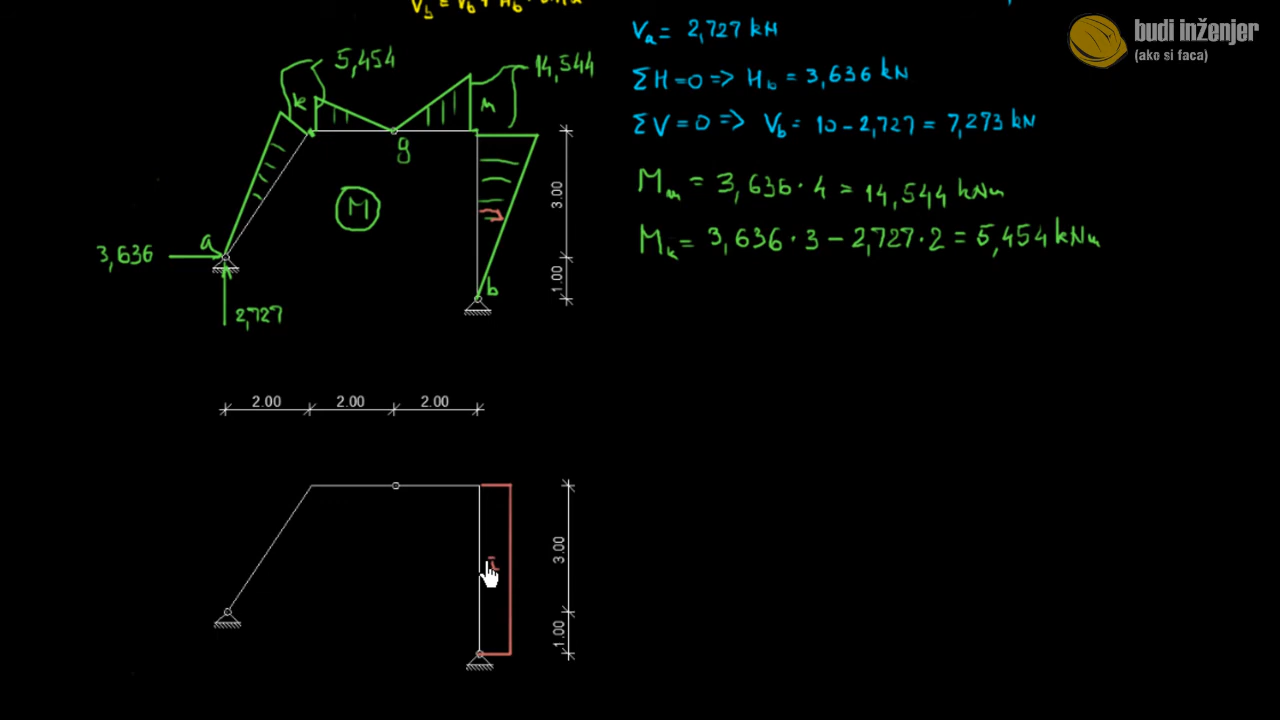 Va = 2,727 kN
ΣH=0 => Hb = 3,636 kN
ΣV=0 => Vb = 10-2,727 = 7,273 kN
Mm = 3,636·4 = 14,544 kNm
Mk = 3,636·3 - 2,727·2 = 5,454 kNm
budi inženjer
(ako si faca)
5,454
14,544
k
m
g
M
a
3,636
2,727
b
3.00
1.00
2.00 2.00 2.00
3.00
1.00